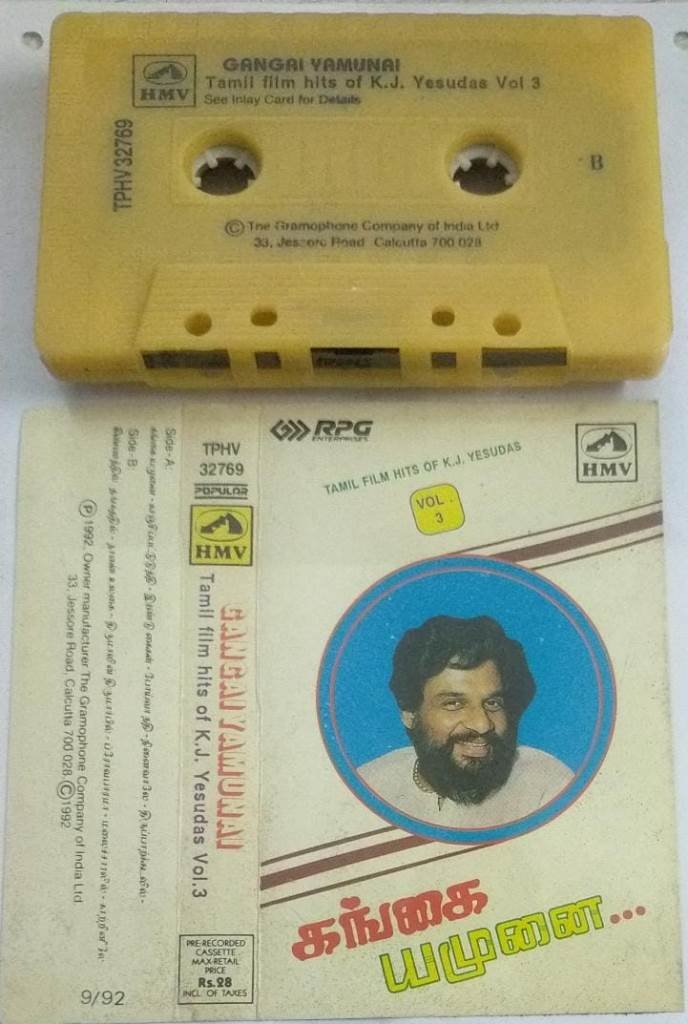 HMV
GANGAI YAMUNAI
Tamil film hits of K.J. Yesudas Vol 3
See Inlay Card for Details
TPHV 32769
B
© The Gramophone Company of India Ltd
33, Jessore Road Calcutta 700 028
RPG
ENTERPRISES
HMV
TAMIL FILM HITS OF K.J. YESUDAS
VOL.
3
கங்கை
யமுனை...
TPHV
32769
POPULAR
HMV
GANGAI YAMUNAI
Tamil film hits of K.J. Yesudas Vol.3
PRE-RECORDED
CASSETTE
MAX-RETAIL
PRICE
Rs.28
INCL. OF TAXES
Side-A:
Side-B:
Ⓟ 1992, Owner manufacturer The Gramophone Company of India Ltd.
33, Jessore Road, Calcutta 700 028 © 1992
9/92